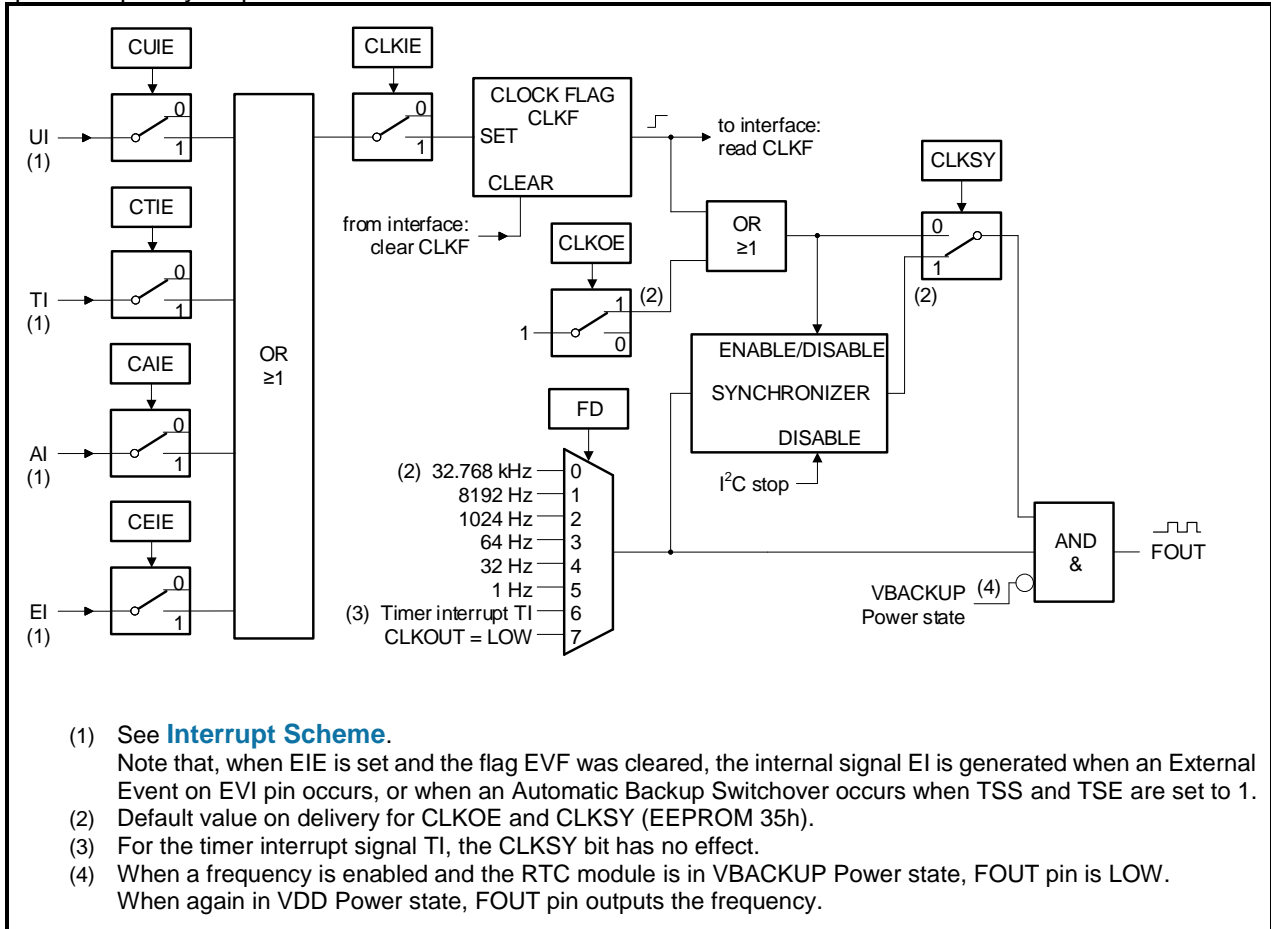 CUIE
CLKIE
0
1
UI
(1)
0
1
CLOCK FLAG
CLKF
SET
CLEAR
to interface:
read CLKF
CLKSY
0
1
(2)
CTIE
0
1
TI
(1)
from interface:
clear CLKF
CLKOE
1
1
0
(2)
OR
≥1
OR
≥1
CAIE
0
1
AI
(1)
ENABLE/DISABLE
SYNCHRONIZER
DISABLE
I²C stop
FD
(2) 32.768 kHz 0
8192 Hz 1
1024 Hz 2
64 Hz 3
32 Hz 4
1 Hz 5
(3) Timer interrupt TI 6
CLKOUT = LOW 7
CEIE
0
1
EI
(1)
AND
&
FOUT
VBACKUP (4)
Power state
(1) See Interrupt Scheme.
Note that, when EIE is set and the flag EVF was cleared, the internal signal EI is generated when an External
Event on EVI pin occurs, or when an Automatic Backup Switchover occurs when TSS and TSE are set to 1.
(2) Default value on delivery for CLKOE and CLKSY (EEPROM 35h).
(3) For the timer interrupt signal TI, the CLKSY bit has no effect.
(4) When a frequency is enabled and the RTC module is in VBACKUP Power state, FOUT pin is LOW.
When again in VDD Power state, FOUT pin outputs the frequency.